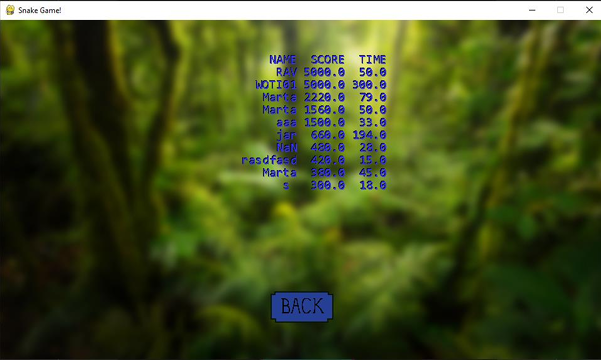 Snake Game!
NAME SCORE TIME
RAV 5000.0 50.0
WOTI01 5000.0 300.0
Marta 2220.0 79.0
Marta 1560.0 50.0
aaa 1500.0 33.0
jar 660.0 194.0
NaN 480.0 28.0
rasdfasd 420.0 15.0
Marta 380.0 45.0
s 300.0 18.0
BACK